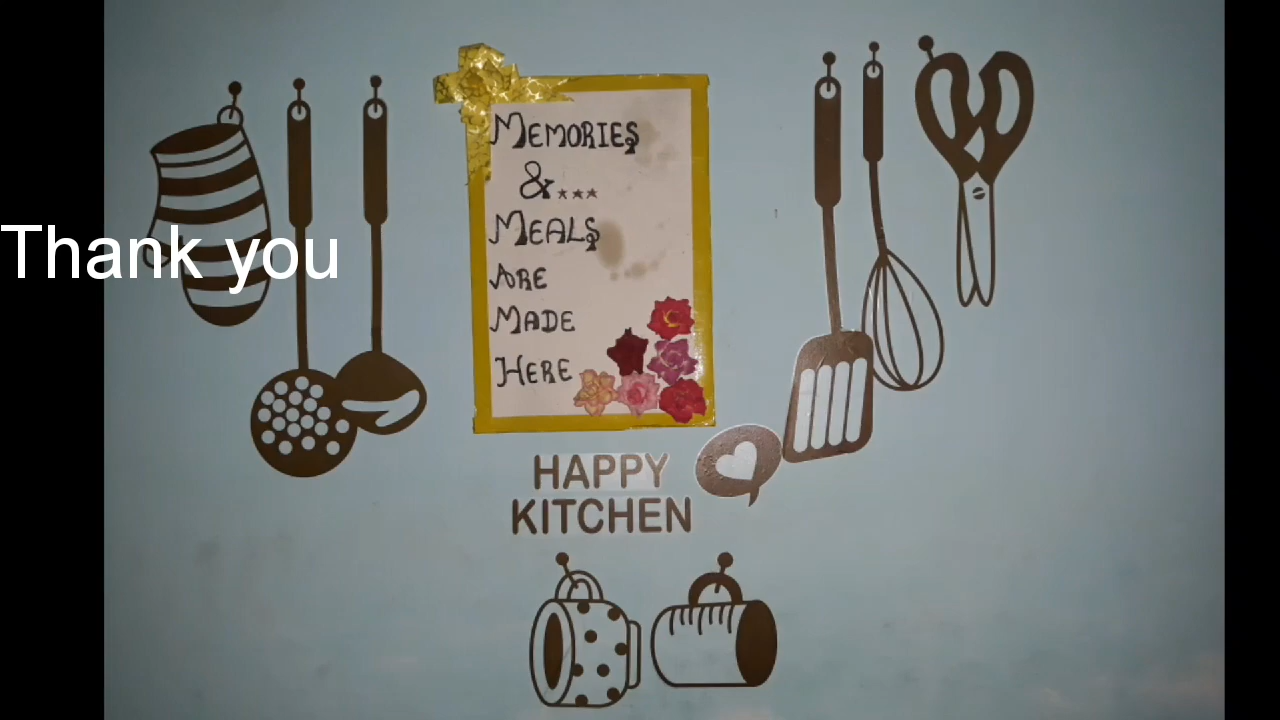 Thank you
MEMORIES
&...
MEALS
ARE
MADE
HERE
HAPPY
KITCHEN